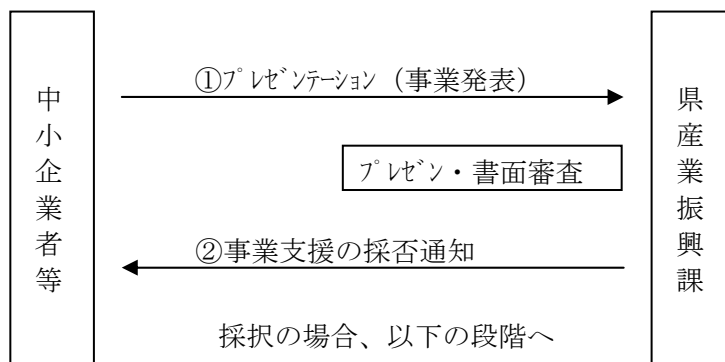 中小企業者等
①ﾌﾟﾚｾﾞﾝﾃｰｼｮﾝ（事業発表）
ﾌﾟﾚｾﾞﾝ・書面審査
②事業支援の採否通知
採択の場合、以下の段階へ
県産業振興課